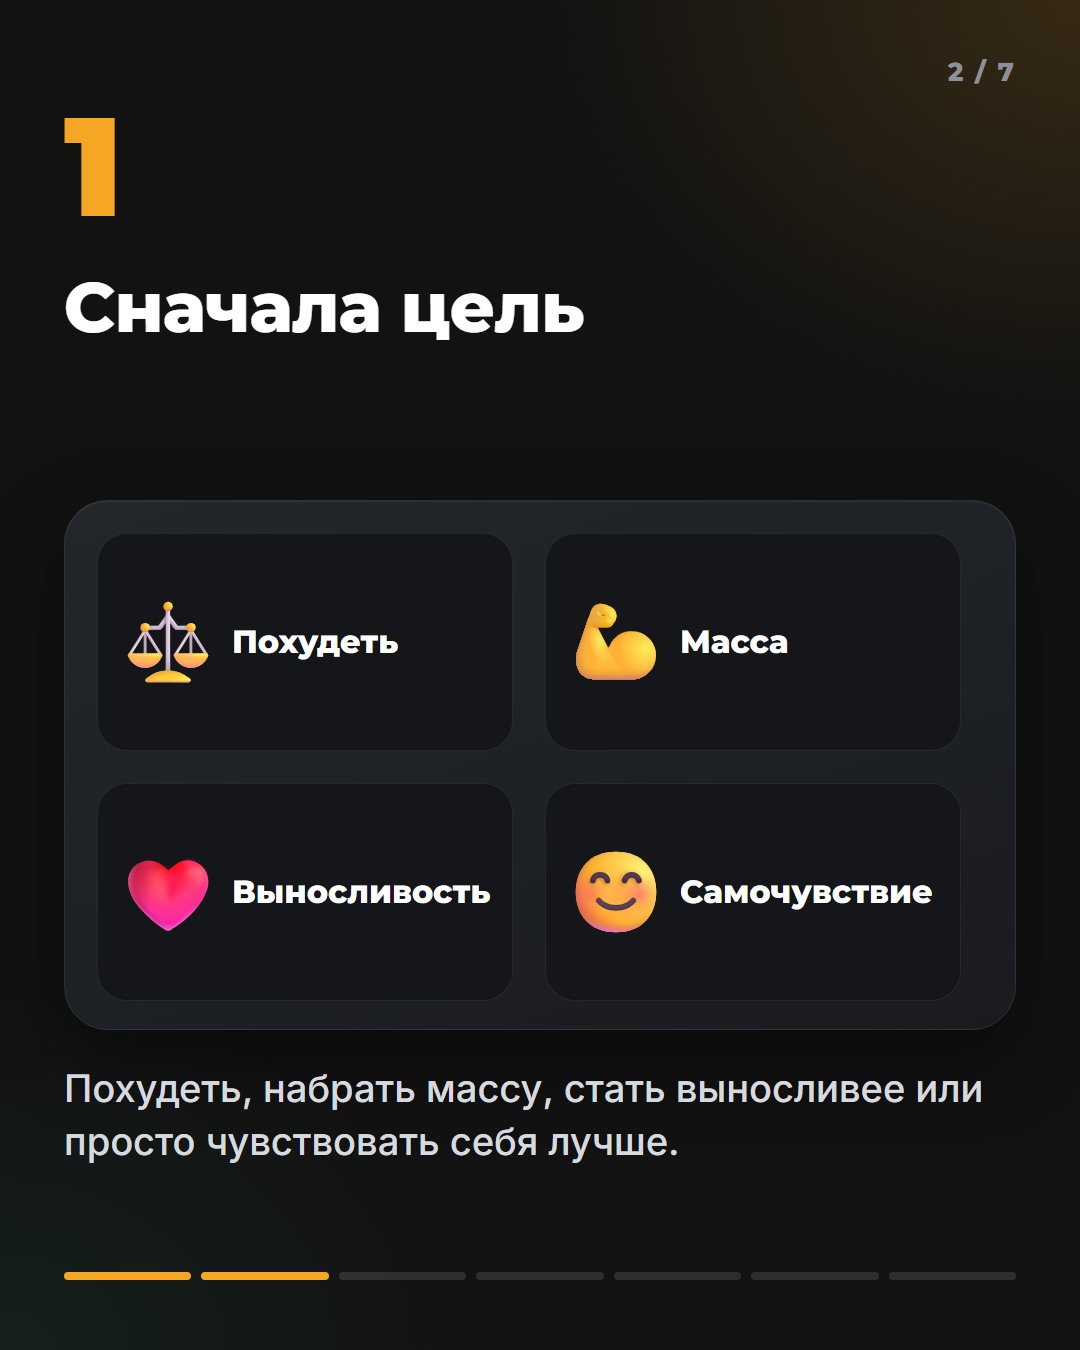 2 / 7
1
Сначала цель
Похудеть
Масса
Выносливость
Самочувствие
Похудеть, набрать массу, стать выносливее или
просто чувствовать себя лучше.